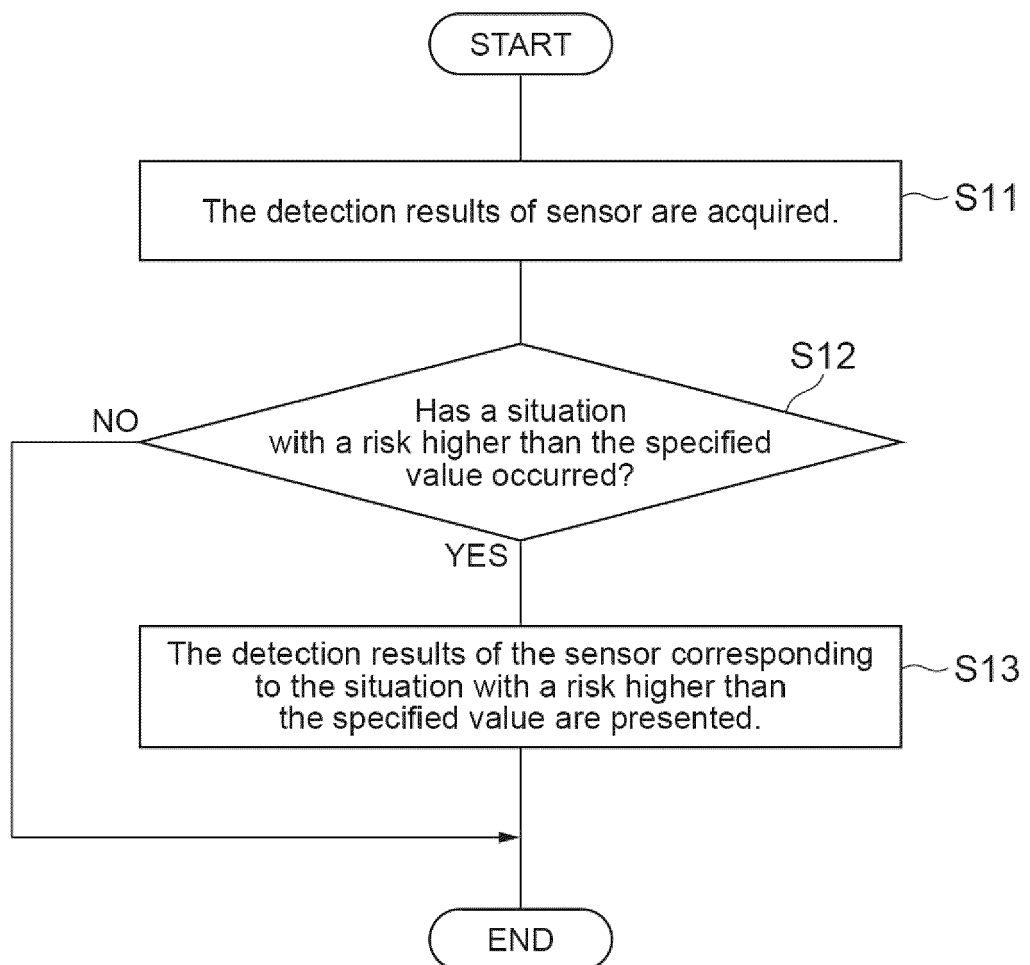 START
The detection results of sensor are acquired.
S11
S12
Has a situation
with a risk higher than the specified
value occurred?
NO
YES
The detection results of the sensor corresponding
to the situation with a risk higher than
the specified value are presented.
S13
END